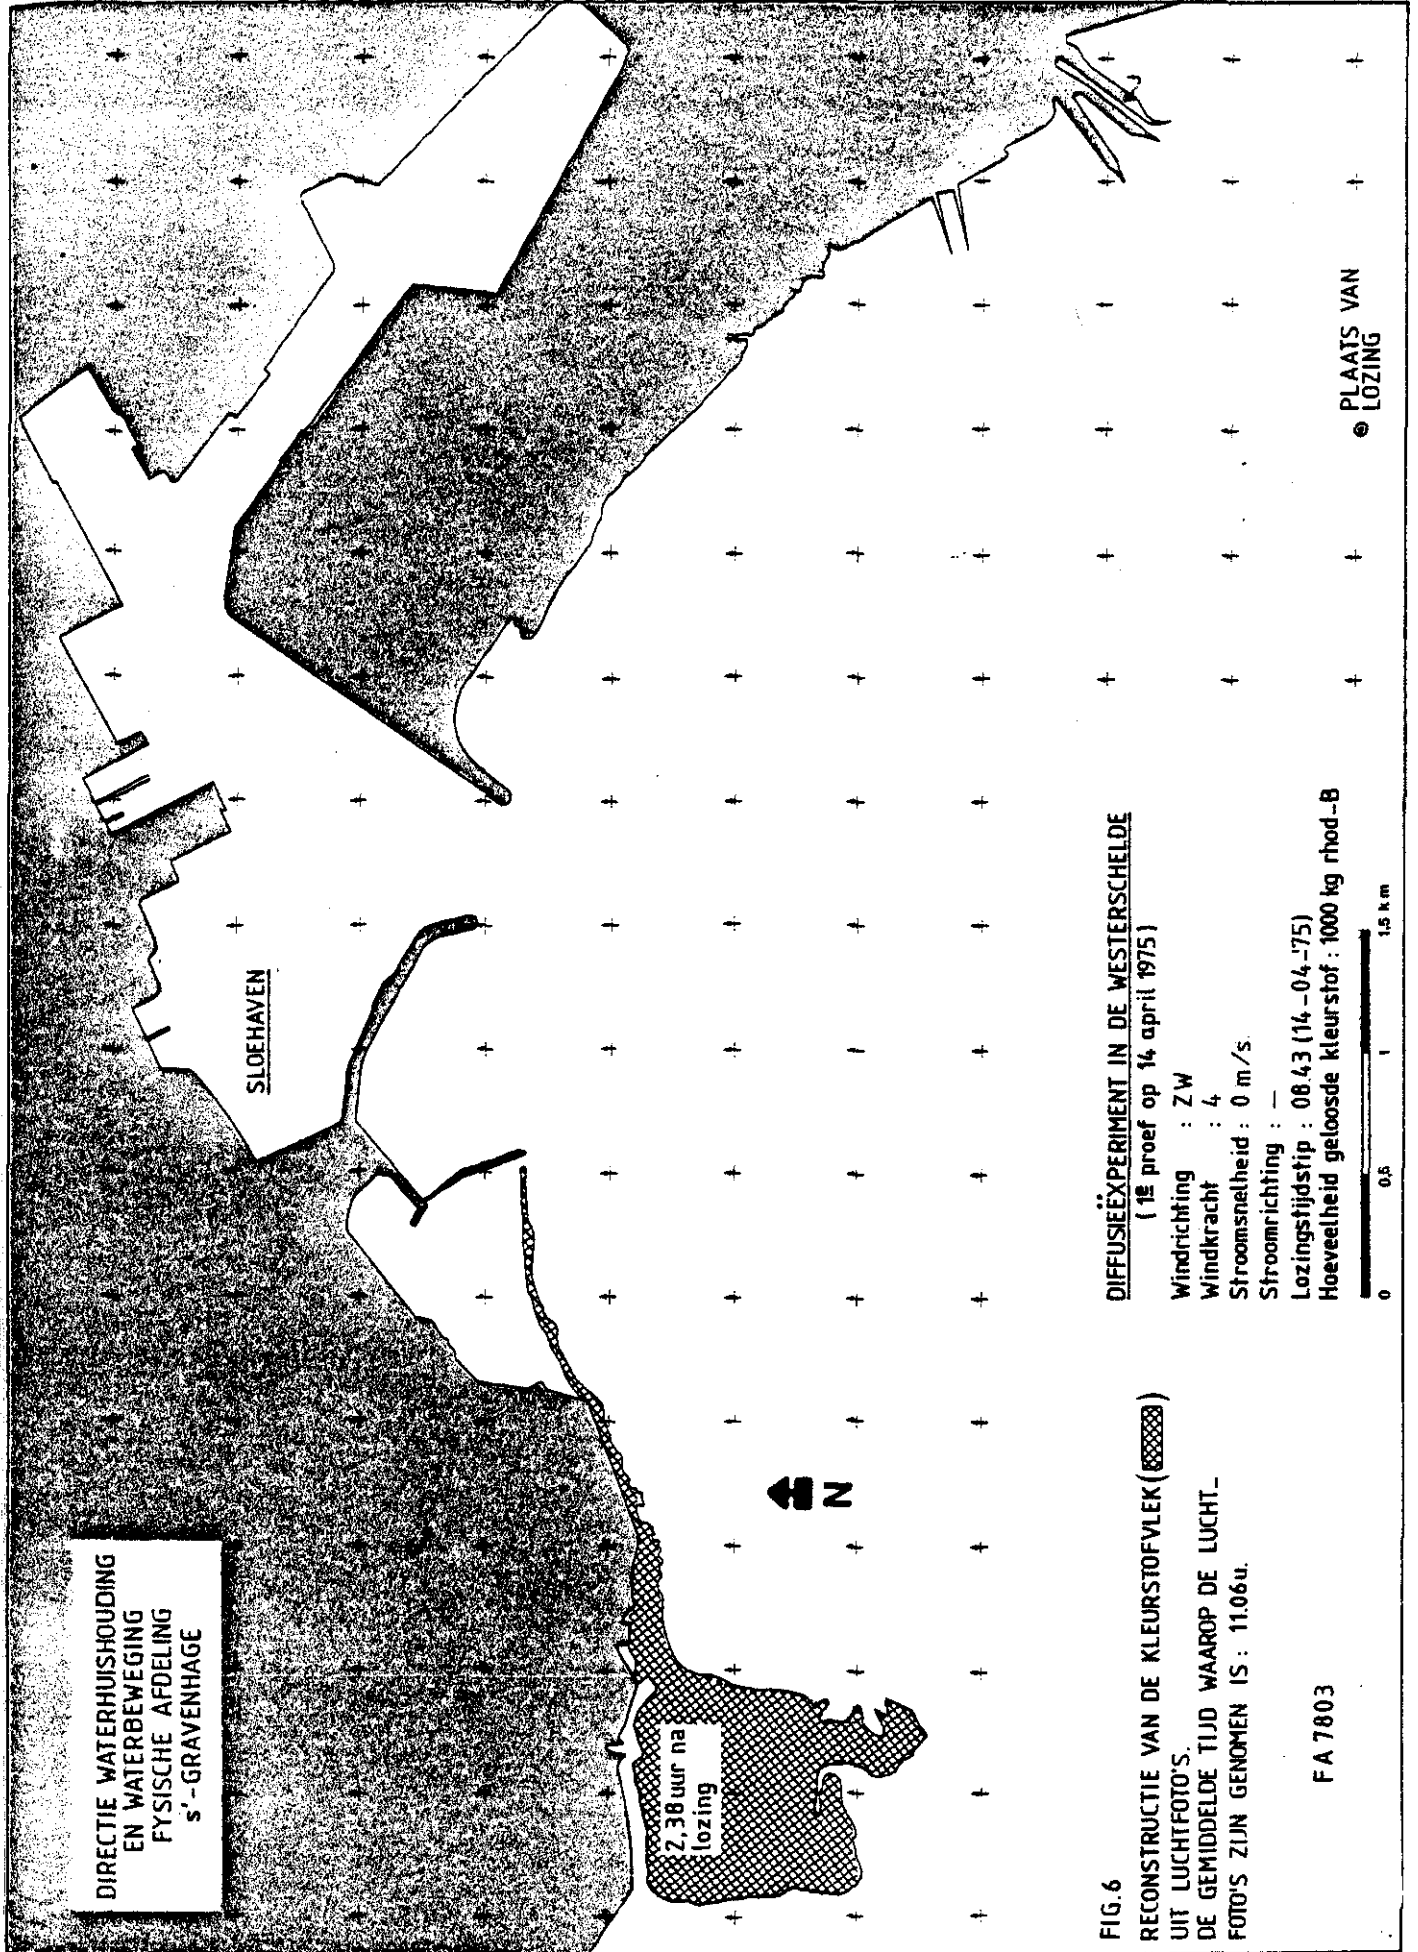 DIRECTIE WATERHUISHOUDING
EN WATERBEWEGING
FYSISCHE AFDELING
s'-GRAVENHAGE
SLOEHAVEN
2,38 uur na
lozing
N
PLAATS VAN
LOZING
FIG.6
RECONSTRUCTIE VAN DE KLEURSTOFVLEK ( )
UIT LUCHTFOTO'S.
DE GEMIDDELDE TIJD WAAROP DE LUCHT_
FOTO'S ZIJN GENOMEN IS : 11.06u.
FA 7803
DIFFUSIEËXPERIMENT IN DE WESTERSCHELDE
(1e proef op 14 april 1975)
Windrichting : ZW
Windkracht : 4
Stroomsnelheid : 0 m/s.
Stroomrichting : —
Lozingstijdstip : 08.43 (14-04-'75)
Hoeveelheid geloosde kleurstof : 1000 kg rhod-B
0 0,5 1 1.5 km